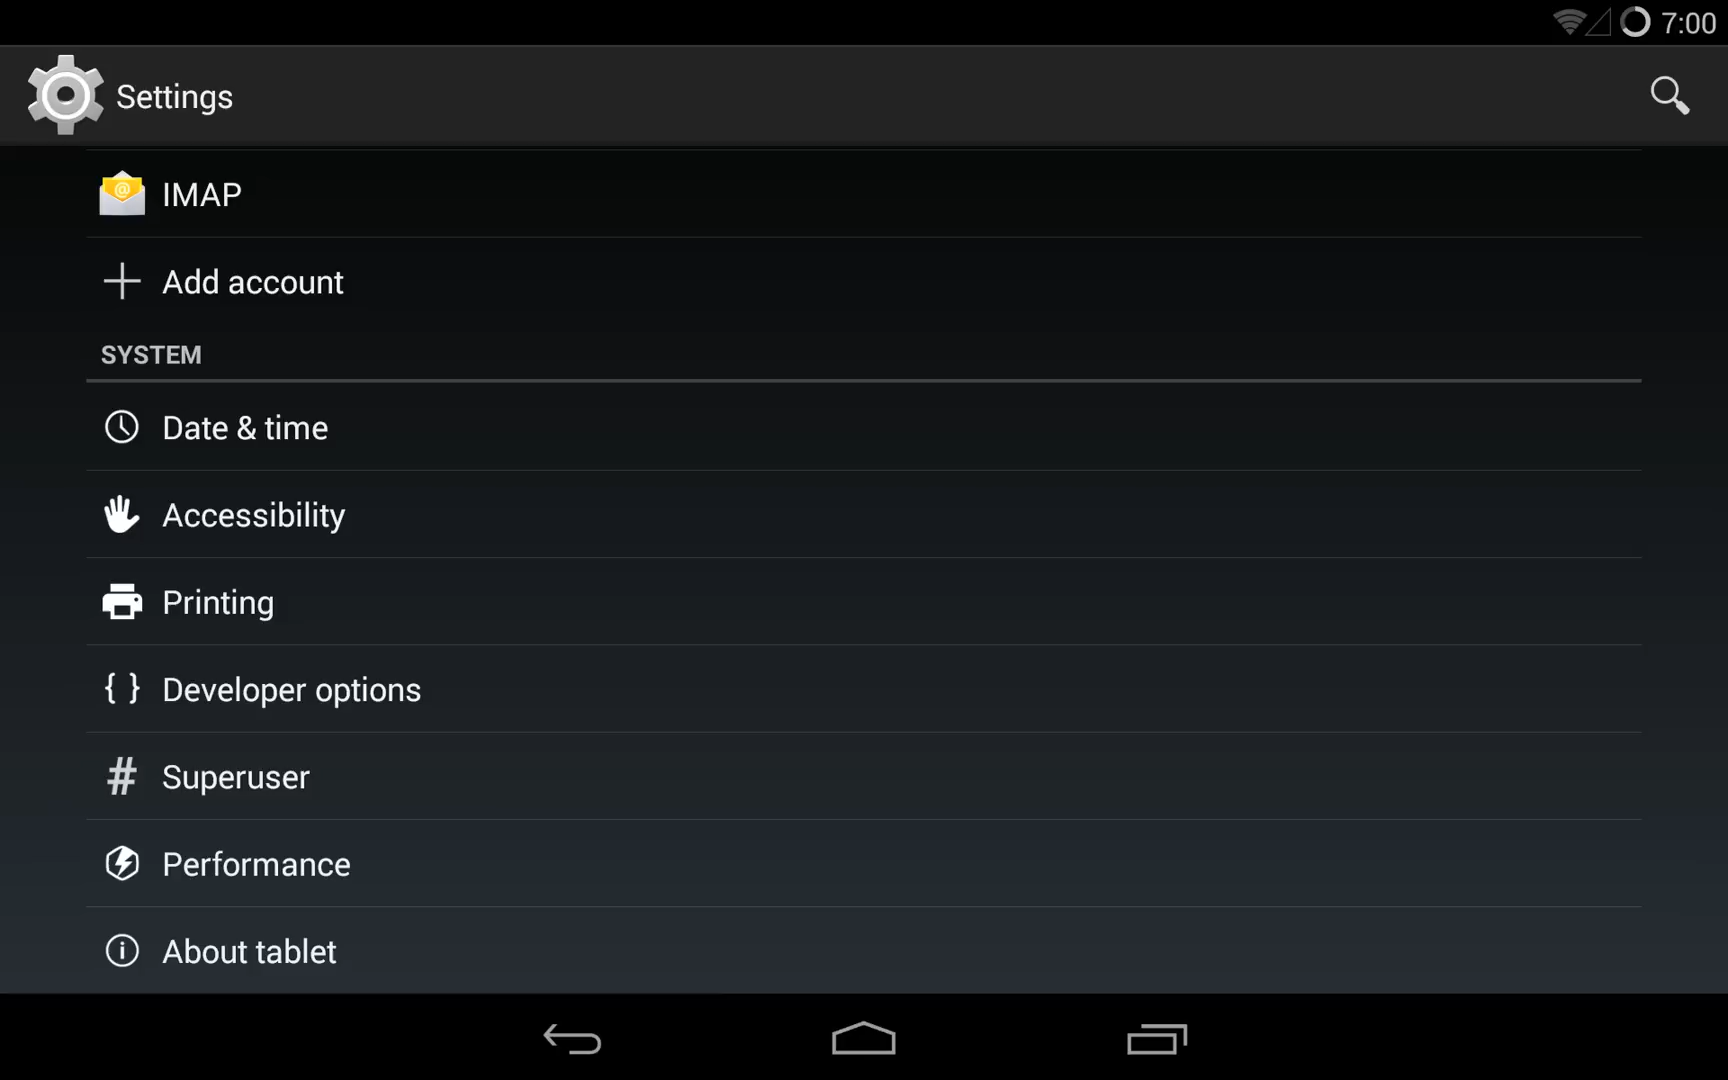 7:00
Settings
IMAP
Add account
SYSTEM
Date & time
Accessibility
Printing
{ } Developer options
# Superuser
Performance
About tablet